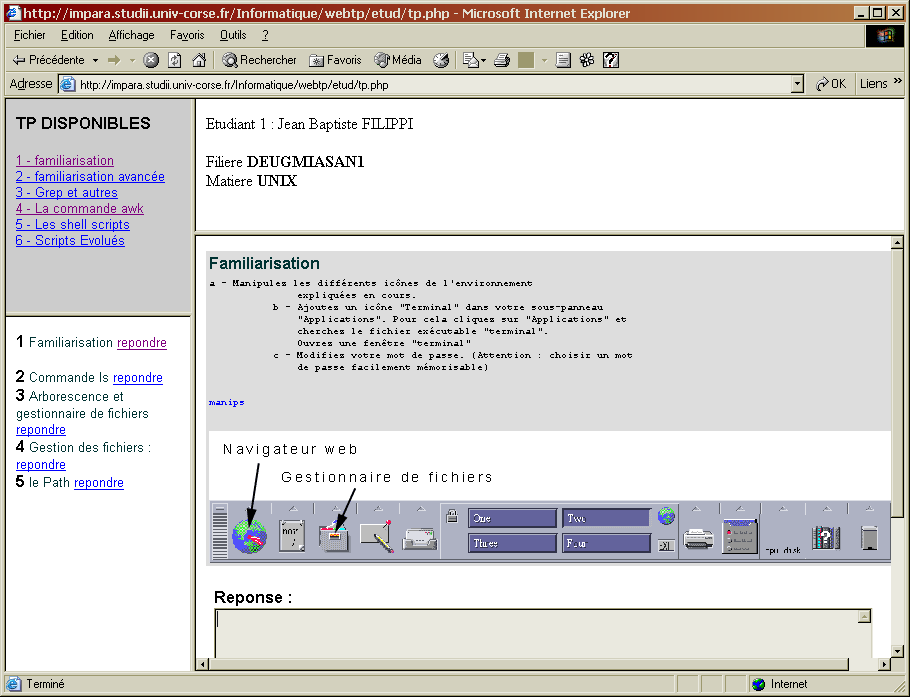 http://impara.studii.univ-corse.fr/Informatique/webtp/etud/tp.php - Microsoft Internet Explorer
Fichier Edition Affichage Favoris Outils ?
Précédente Rechercher Favoris Média
Adresse http://impara.studii.univ-corse.fr/Informatique/webtp/etud/tp.php OK Liens »
TP DISPONIBLES
1 - familiarisation
2 - familiarisation avancée
3 - Grep et autres
4 - La commande awk
5 - Les shell scripts
6 - Scripts Evolués
Etudiant 1 : Jean Baptiste FILIPPI
Filiere DEUGMIASAN1
Matiere UNIX
1 Familiarisation repondre
2 Commande ls repondre
3 Arborescence et
gestionnaire de fichiers
repondre
4 Gestion des fichiers :
repondre
5 le Path repondre
Familiarisation
a - Manipulez les différents icônes de l'environnement
expliquées en cours.
b - Ajoutez un icône "Terminal" dans votre sous-panneau
"Applications". Pour cela cliques sur "Applications" et
cherches le fichier exécutable "terminal".
Ouvrez une fenêtre "terminal"
c - Modifiez votre mot de passe. (Attention : choisir un mot
de passe facilement mémorisable)
manips
Navigateur web
Gestionnaire de fichiers
One Two
Three Four
cpu disk
Reponse :
Terminé Internet